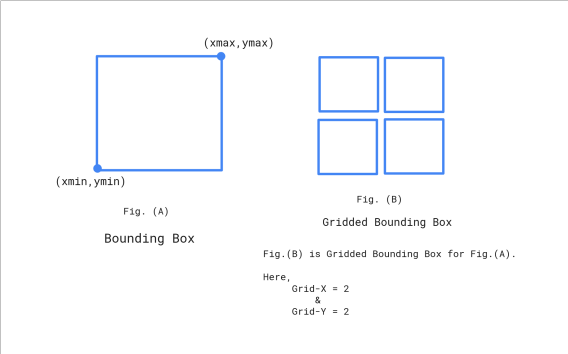 (xmax,ymax)
(xmin,ymin)
Fig. (A)
Bounding Box
Fig. (B)
Gridded Bounding Box
Fig.(B) is Gridded Bounding Box for Fig.(A).
Here,
Grid-X = 2
&
Grid-Y = 2